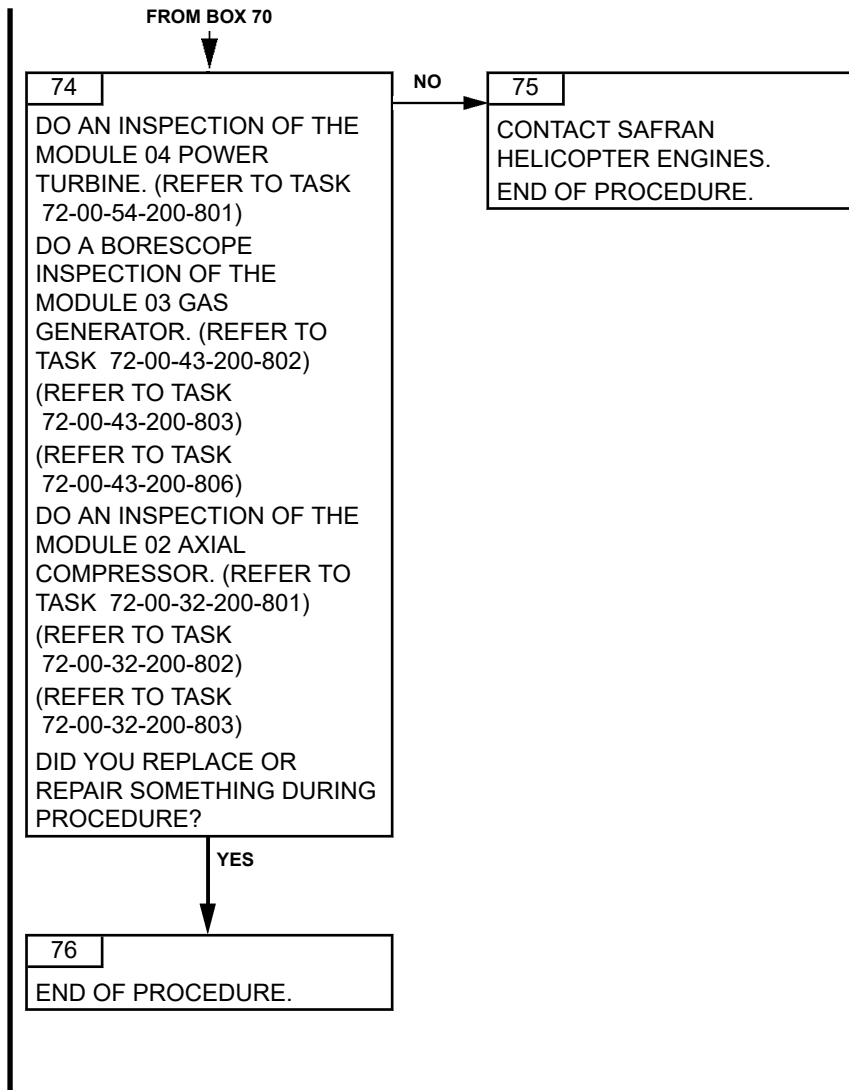 FROM BOX 70
74
DO AN INSPECTION OF THE
MODULE 04 POWER
TURBINE. (REFER TO TASK
72-00-54-200-801)
DO A BORESCOPE
INSPECTION OF THE
MODULE 03 GAS
GENERATOR. (REFER TO
TASK 72-00-43-200-802)
(REFER TO TASK
72-00-43-200-803)
(REFER TO TASK
72-00-43-200-806)
DO AN INSPECTION OF THE
MODULE 02 AXIAL
COMPRESSOR. (REFER TO
TASK 72-00-32-200-801)
(REFER TO TASK
72-00-32-200-802)
(REFER TO TASK
72-00-32-200-803)
DID YOU REPLACE OR
REPAIR SOMETHING DURING
PROCEDURE?
NO
75
CONTACT SAFRAN
HELICOPTER ENGINES.
END OF PROCEDURE.
YES
76
END OF PROCEDURE.